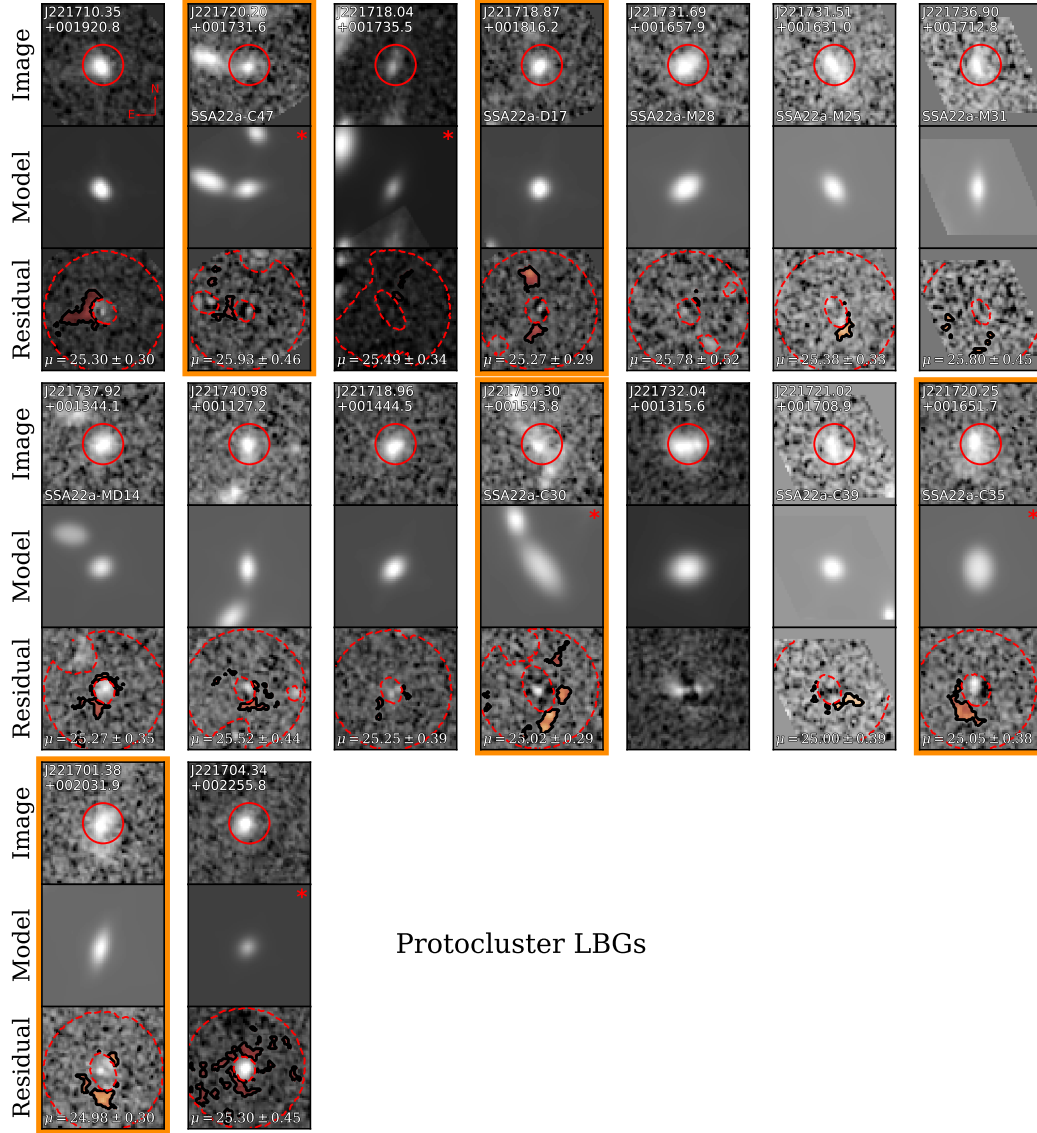 Image
J221710.35
+001920.8
N
E
J221720.20
+001731.6
SSA22a-C47
J221718.04
+001735.5
J221718.87
+001816.2
SSA22a-D17
J221731.69
+001657.9
SSA22a-M28
J221731.51
+001631.0
SSA22a-M25
J221736.90
+001712.8
SSA22a-M31
Model
*
*
Residual
μ = 25.30 ± 0.30
μ = 25.93 ± 0.46
μ = 25.49 ± 0.34
μ = 25.27 ± 0.29
μ = 25.78 ± 0.52
μ = 25.38 ± 0.33
μ = 25.80 ± 0.45
Image
J221737.92
+001344.1
SSA22a-MD14
J221740.98
+001127.2
J221718.96
+001444.5
J221719.30
+001543.8
SSA22a-C30
J221732.04
+001315.6
J221721.02
+001708.9
SSA22a-C39
J221720.25
+001651.7
SSA22a-C35
Model
*
*
Residual
μ = 25.27 ± 0.35
μ = 25.52 ± 0.44
μ = 25.25 ± 0.39
μ = 25.02 ± 0.29
μ = 25.00 ± 0.39
μ = 25.05 ± 0.38
Image
J221701.38
+002031.9
J221704.34
+002255.8
Model
*
Protocluster LBGs
Residual
μ = 24.98 ± 0.30
μ = 25.30 ± 0.45